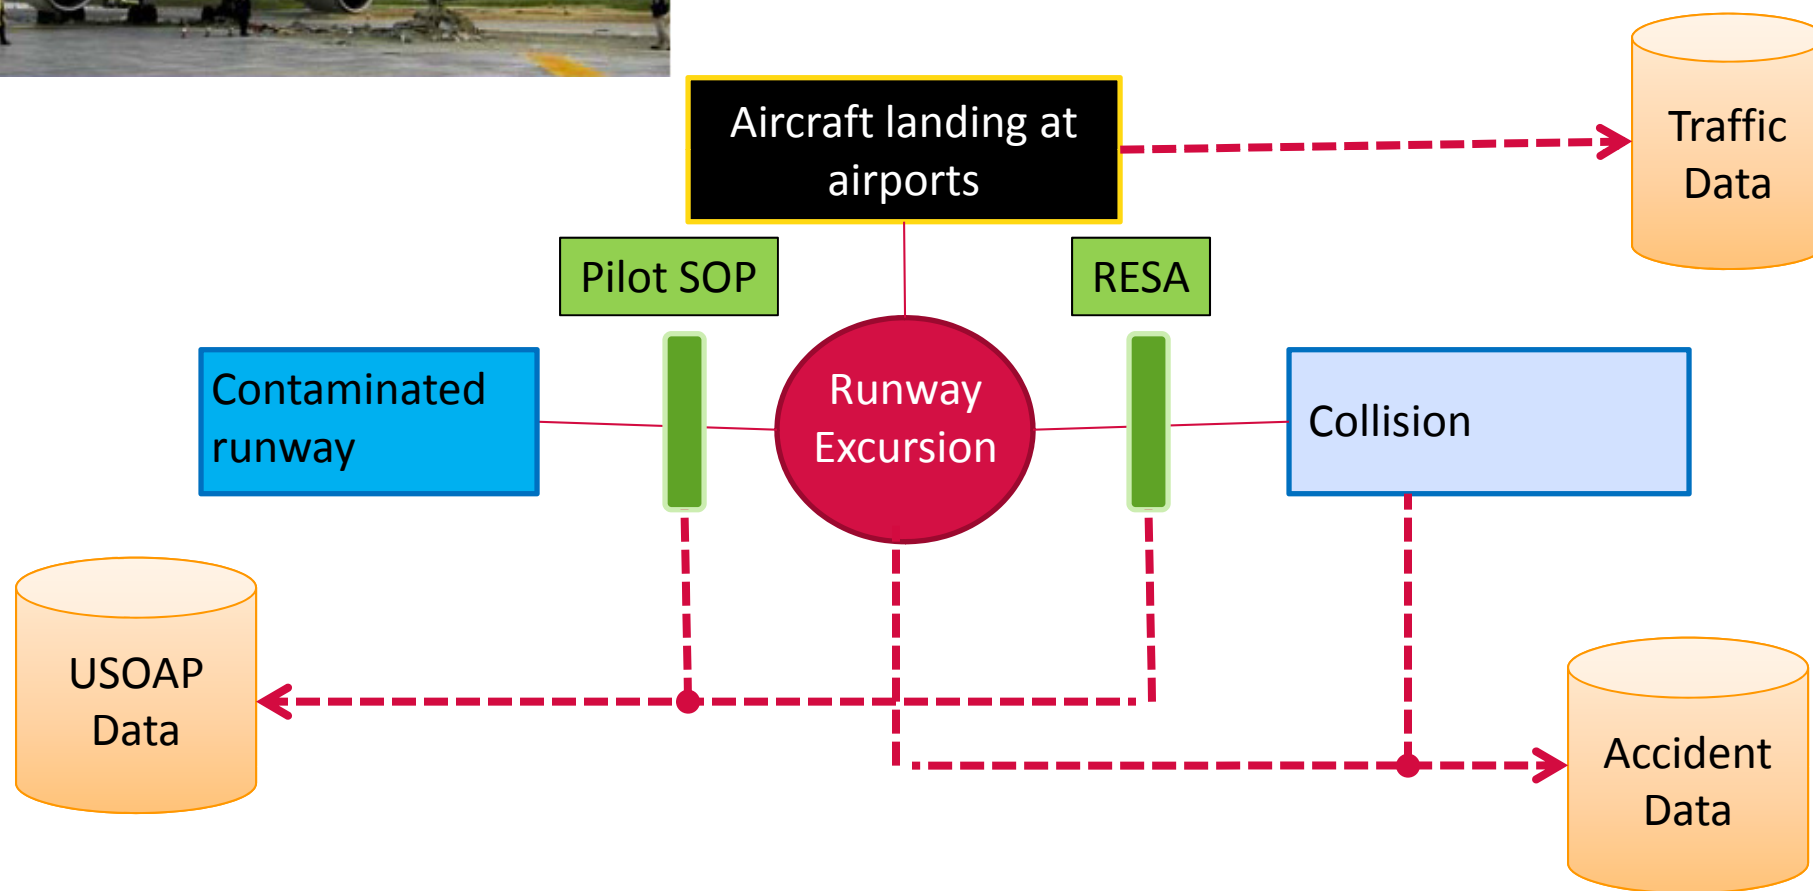 Aircraft landing at
airports
Traffic
Data
Pilot SOP
RESA
Contaminated
runway
Runway
Excursion
Collision
USOAP
Data
Accident
Data